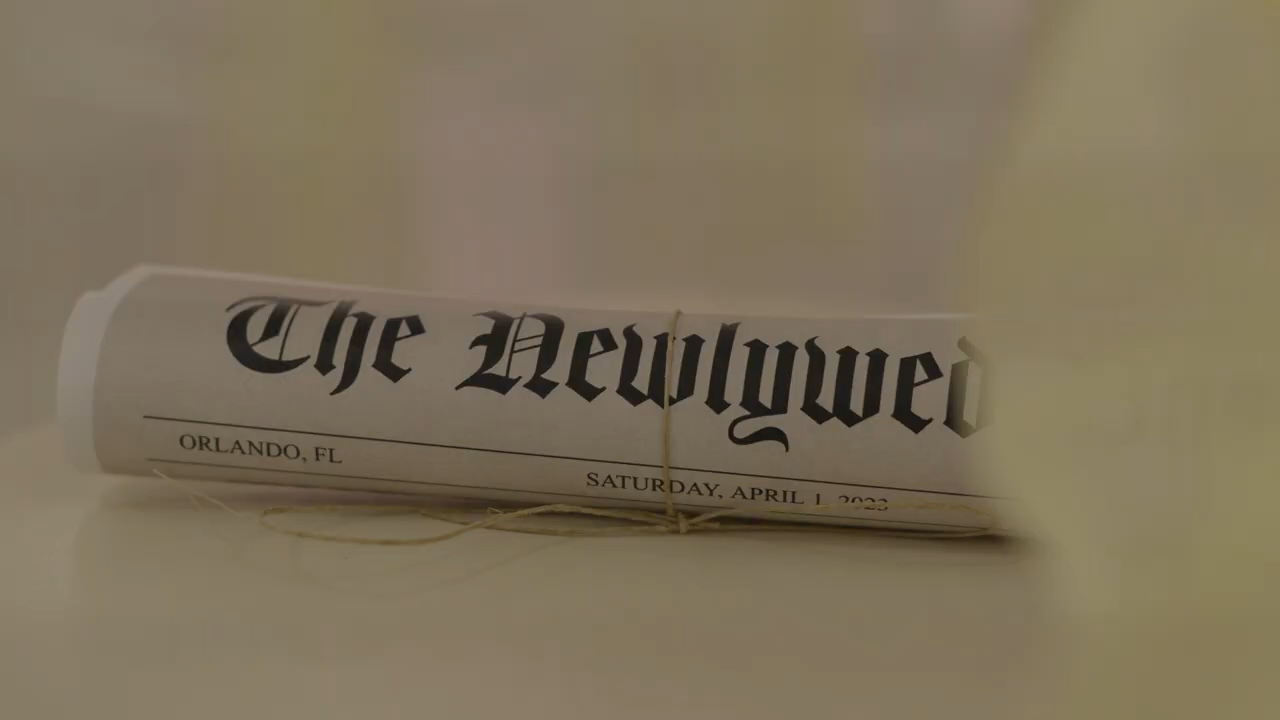 The Newlywed
ORLANDO, FL
SATURDAY, APRIL 1, 2023